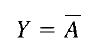 Y = A̅